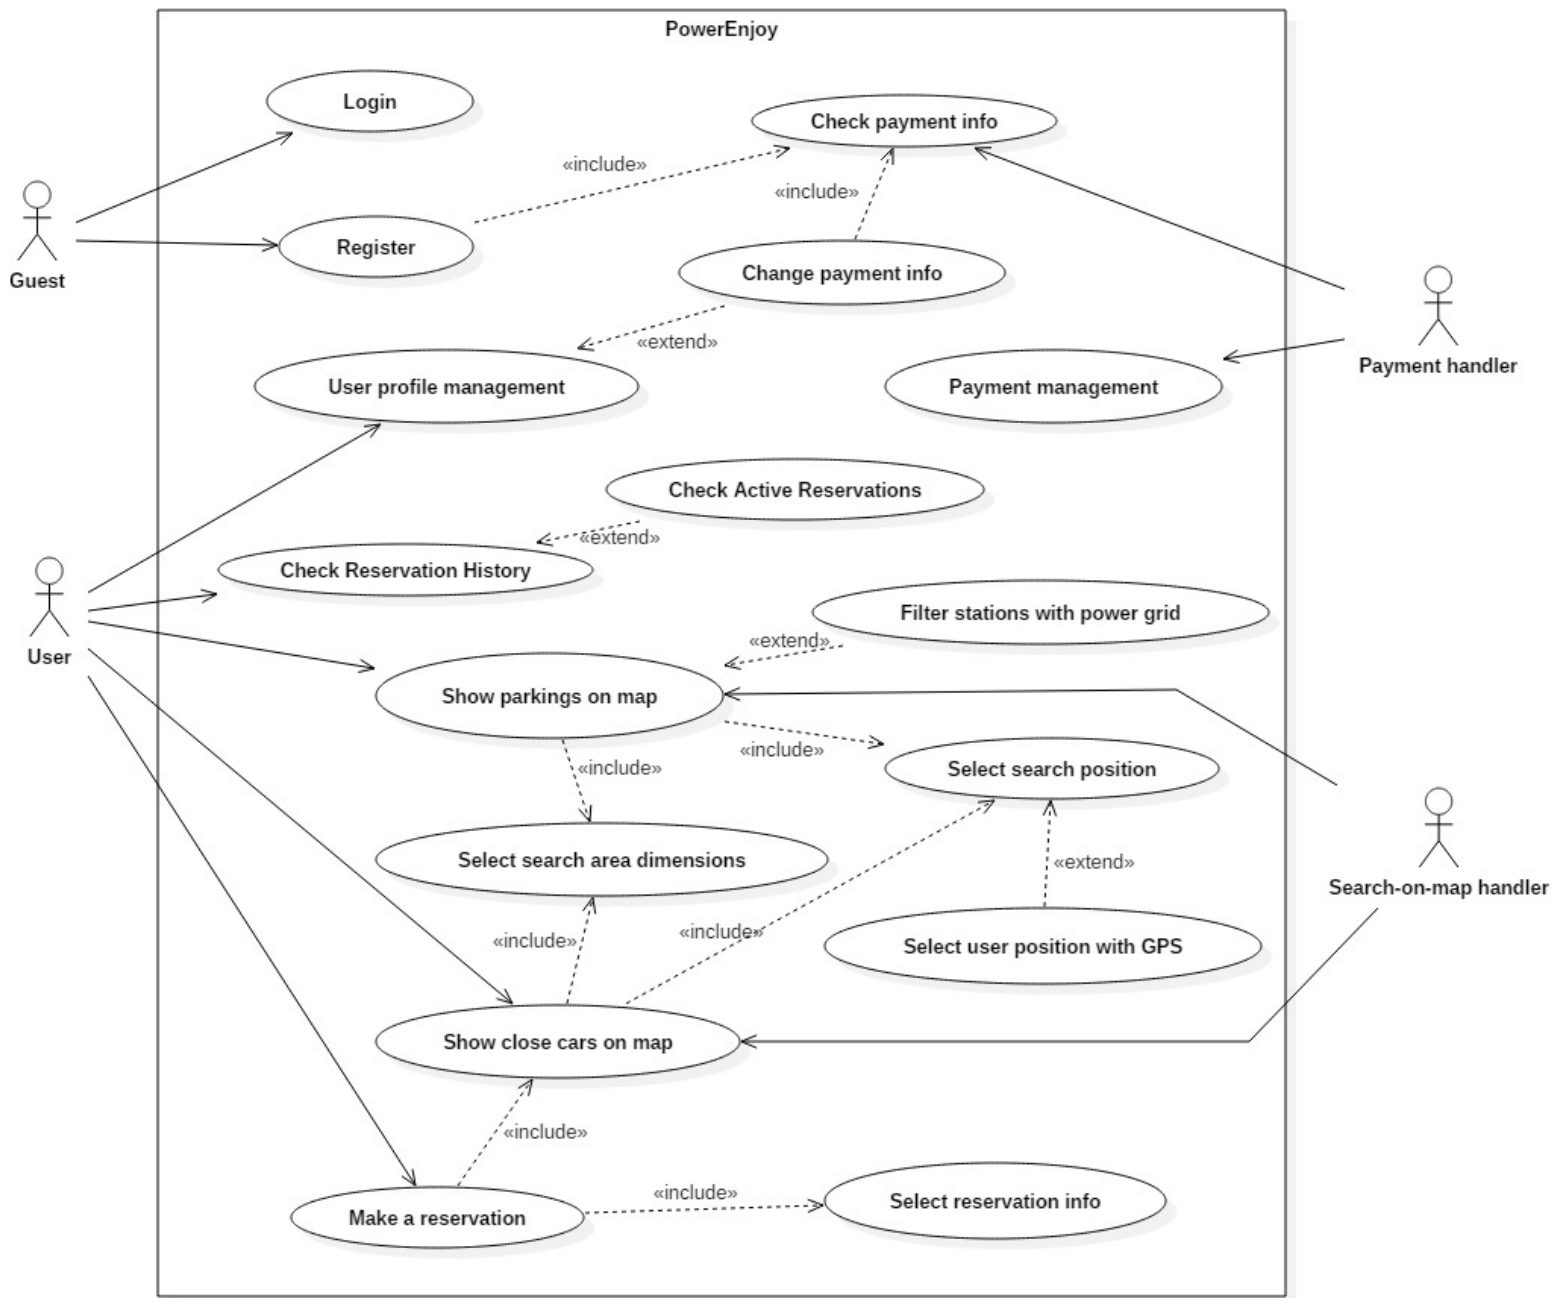 PowerEnjoy
Login
Check payment info
«include»
«include»
Register
Guest
Change payment info
«extend»
User profile management
Payment management
Payment handler
Check Active Reservations
«extend»
Check Reservation History
Filter stations with power grid
«extend»
User
Show parkings on map
«include»
«include»
Select search position
Select search area dimensions
«extend»
Search-on-map handler
«include»
«include»
Select user position with GPS
Show close cars on map
«include»
«include»
Select reservation info
Make a reservation